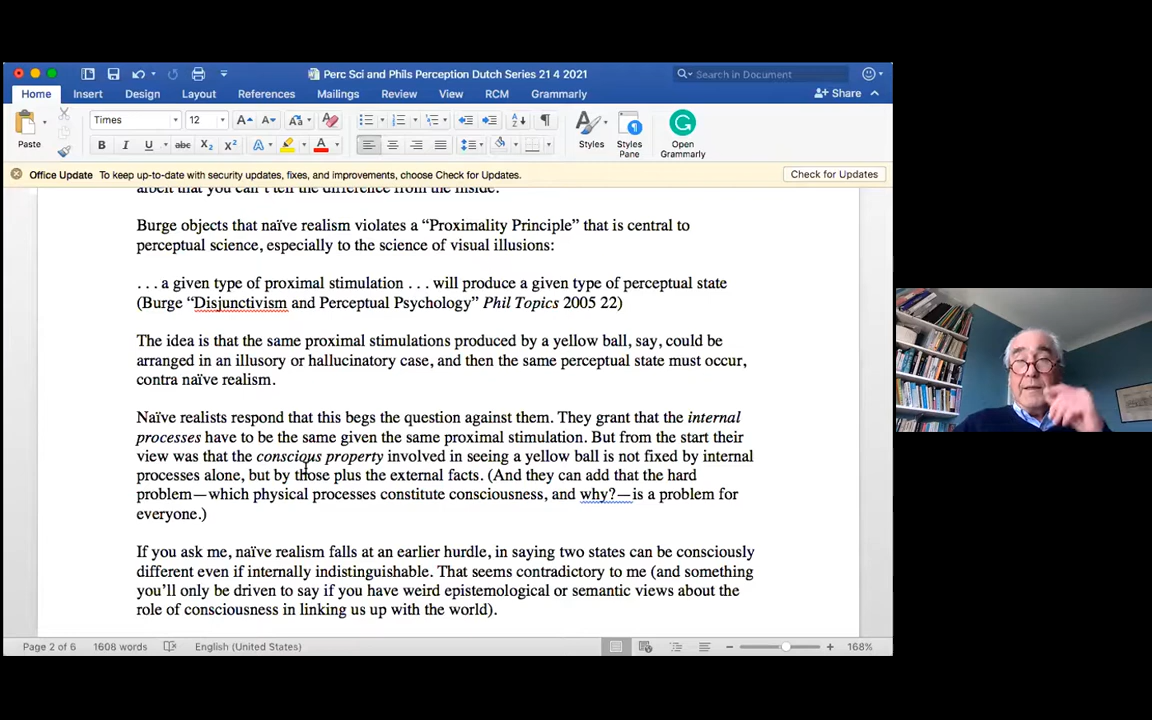 Perc Sci and Phils Perception Dutch Series 21 4 2021
Search in Document
Home Insert Design Layout References Mailings Review View RCM Grammarly
Share
Times 12
Paste
B I U abc X2 X2 A A
Styles Styles Pane Open Grammarly
Office Update To keep up-to-date with security updates, fixes, and improvements, choose Check for Updates.
Check for Updates
albeit that you can't tell the difference from the inside.
Burge objects that naïve realism violates a “Proximality Principle” that is central to
perceptual science, especially to the science of visual illusions:
. . . a given type of proximal stimulation . . . will produce a given type of perceptual state
(Burge “Disjunctivism and Perceptual Psychology” Phil Topics 2005 22)
The idea is that the same proximal stimulations produced by a yellow ball, say, could be
arranged in an illusory or hallucinatory case, and then the same perceptual state must occur,
contra naïve realism.
Naïve realists respond that this begs the question against them. They grant that the internal
processes have to be the same given the same proximal stimulation. But from the start their
view was that the conscious property involved in seeing a yellow ball is not fixed by internal
processes alone, but by those plus the external facts. (And they can add that the hard
problem—which physical processes constitute consciousness, and why?—is a problem for
everyone.)
If you ask me, naïve realism falls at an earlier hurdle, in saying two states can be consciously
different even if internally indistinguishable. That seems contradictory to me (and something
you’ll only be driven to say if you have weird epistemological or semantic views about the
role of consciousness in linking us up with the world).
Page 2 of 6 1608 words English (United States) 168%